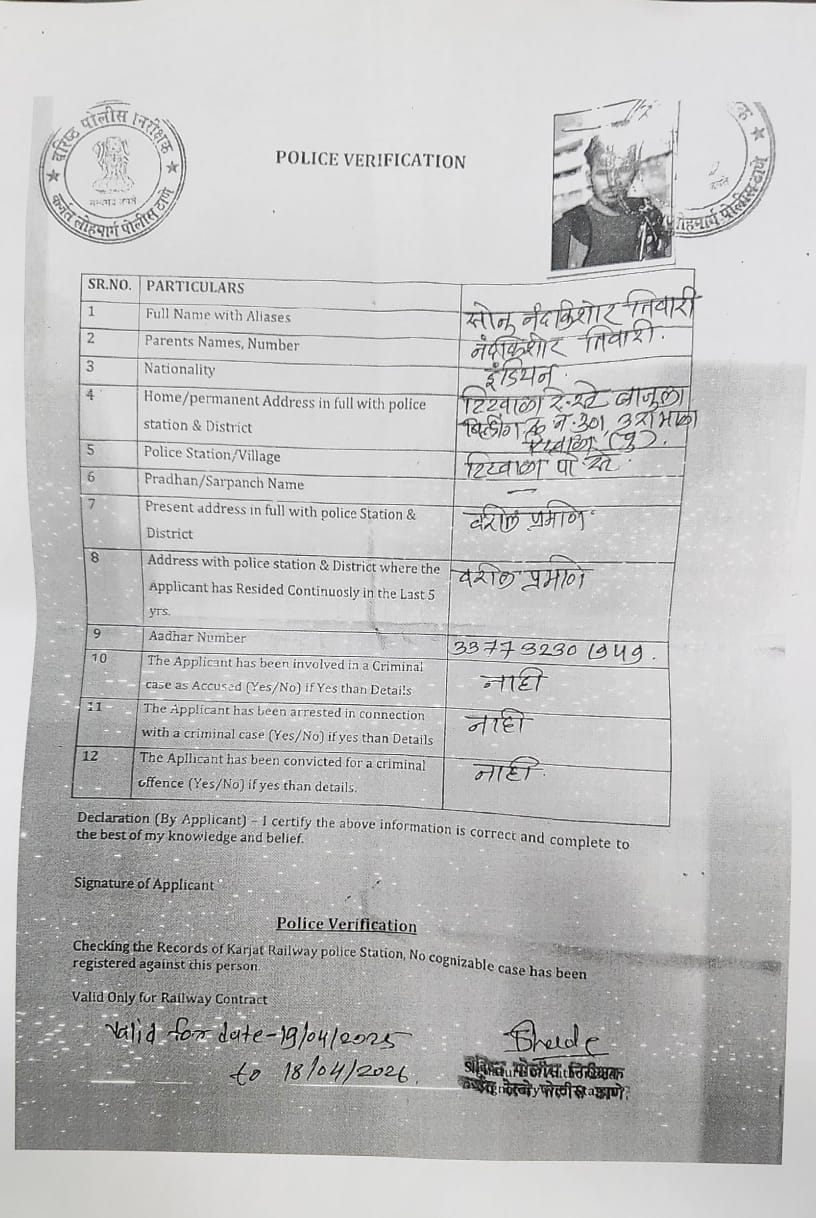 वरिष्ठ पोलीस निरीक्षक
कर्जत लोहमार्ग पोलीस ठाणे
POLICE VERIFICATION
लोहमार्ग पोलीस ठाणे
SR.NO. PARTICULARS
1 Full Name with Aliases सोनु नंदकिशोर तिवारी
2 Parents Names, Number नंदकिशोर तिवारी.
3 Nationality इंडियन.
4 Home/permanent Address in full with police टिटवाळा रे. स्टे बाजुला
station & District बिल्डींग नं 301, 3रा माळा
टिटवाळा (पु).
5 Police Station/Village टिटवाळा पो स्टे.
6 Pradhan/Sarpanch Name —
7 Present address in full with police Station & वरील प्रमाणे
District
8 Address with police station & District where the वरील प्रमाणे
Applicant has Resided Continuosly in the Last 5
yrs.
9 Aadhar Number 3377 3230 1949.
10 The Applicant has been involved in a Criminal नाही
case as Accused (Yes/No) if Yes than Details
11 The Applicant has been arrested in connection नाही
with a criminal case (Yes/No) if yes than Details
12 The Apllicant has been convicted for a criminal नाही.
offence (Yes/No) if yes than details.
Declaration (By Applicant) – I certify the above information is correct and complete to
the best of my knowledge and belief.
Signature of Applicant
Police Verification
Checking the Records of Karjat Railway police Station, No cognizable case has been
registered against this person
Valid Only for Railway Contract
Valid for date-19/04/2025
to 18/04/2026.
वरिष्ठ पोलीस निरीक्षक
कर्जत रेल्वे पोलीस ठाणे